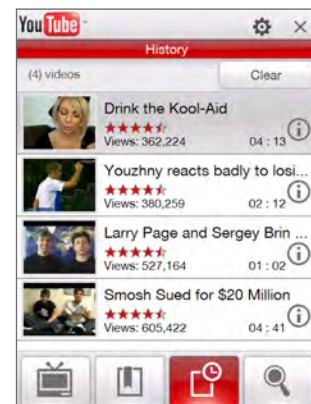 YouTube
History
(4) videos
Clear
Drink the Kool-Aid
Views: 362,224
04 : 13
Youzhny reacts badly to losi...
Views: 380,259
02 : 12
Larry Page and Sergey Brin ...
Views: 527,164
01 : 02
Smosh Sued for $20 Million
Views: 605,422
04 : 41